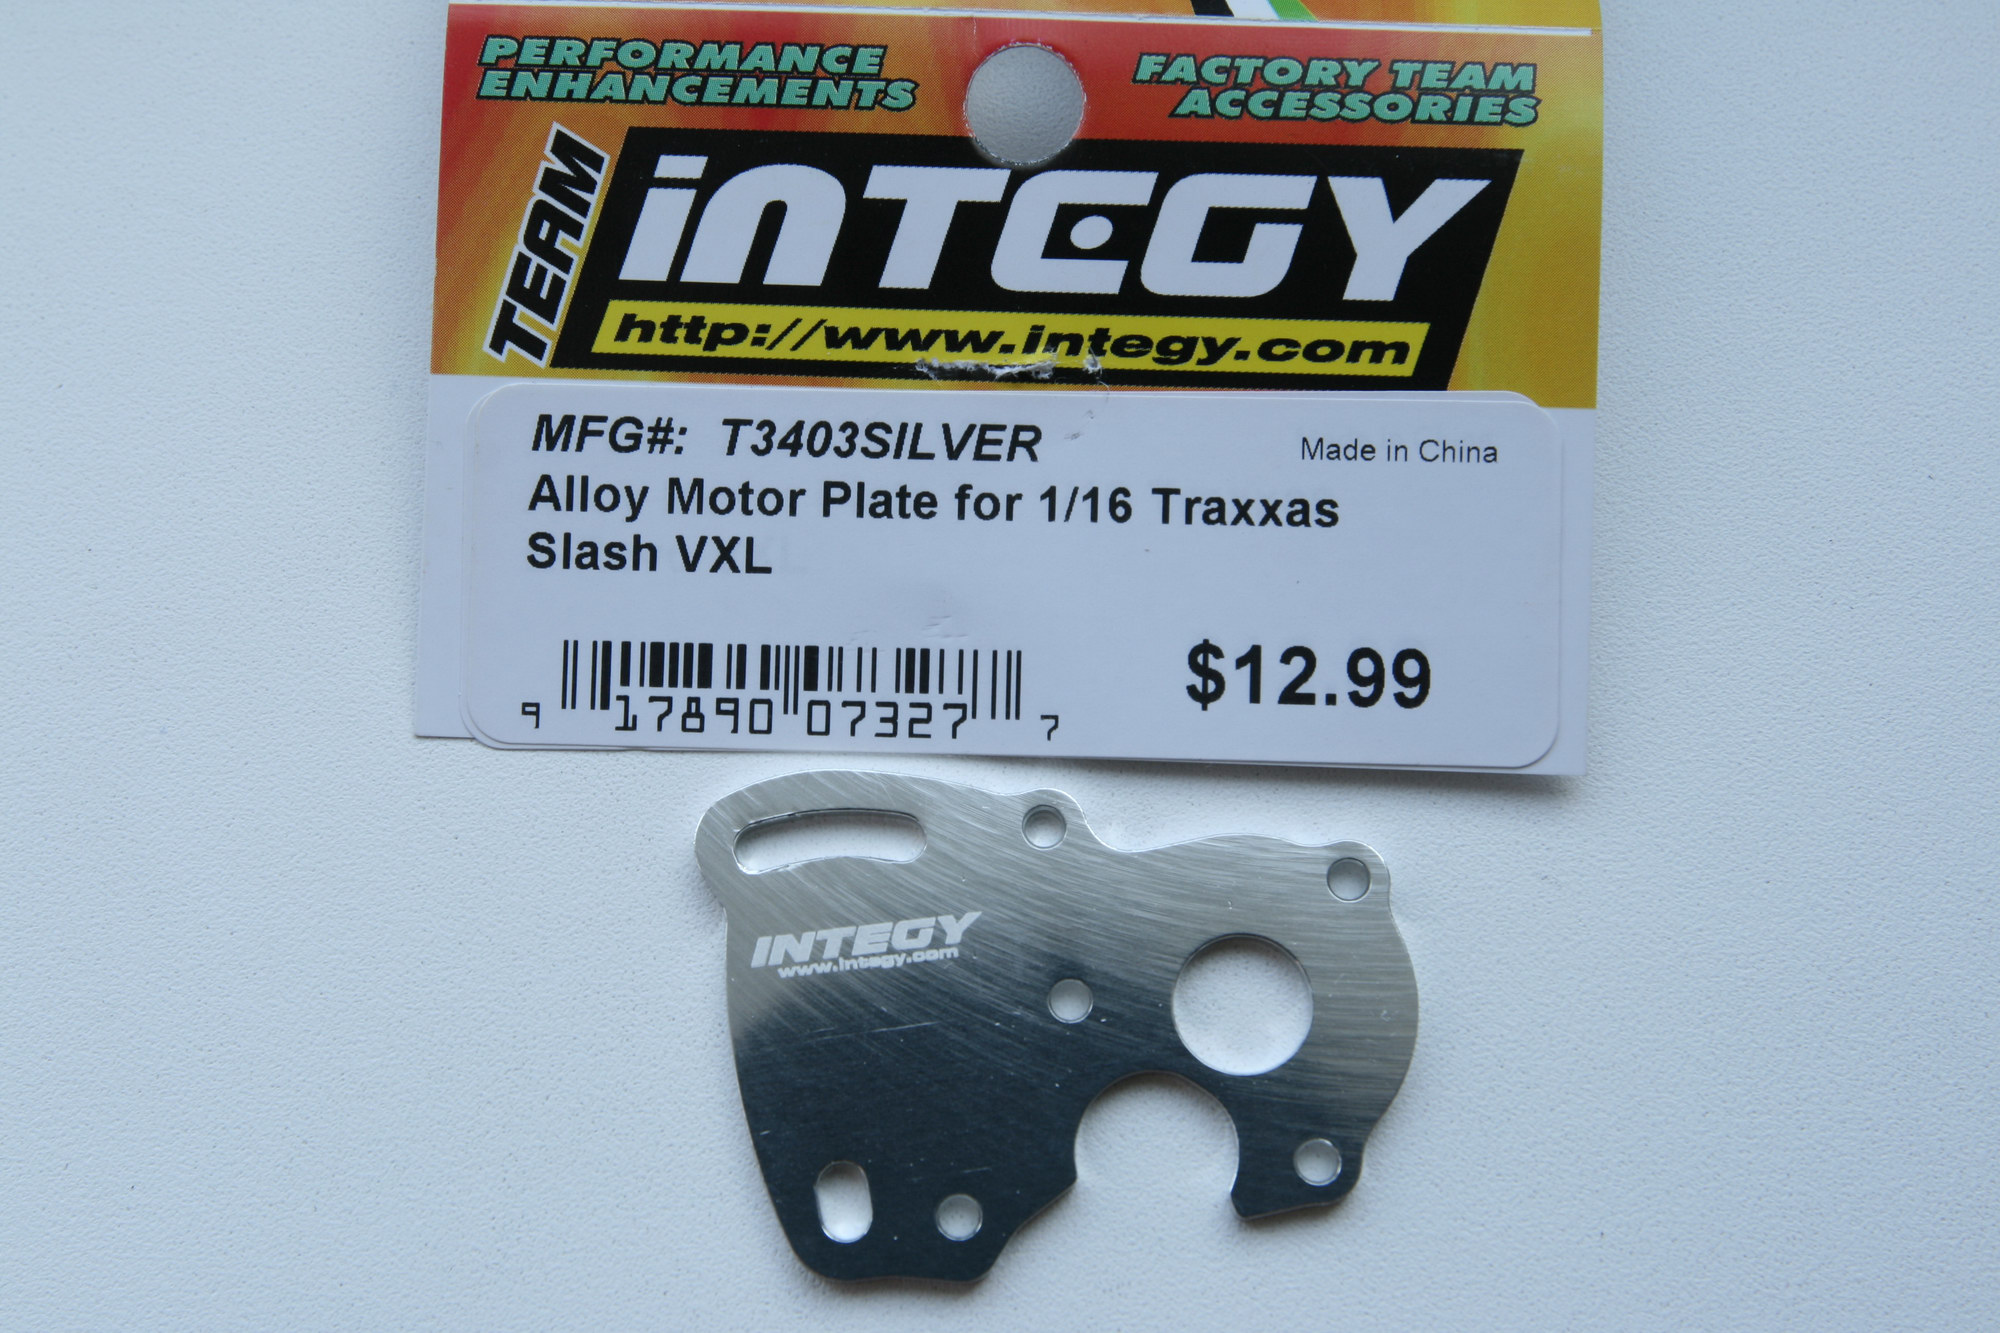 PERFORMANCE
ENHANCEMENTS
FACTORY TEAM
ACCESSORIES
TEAM
INTEGY
http://www.integy.com
MFG#: T3403SILVER
Made in China
Alloy Motor Plate for 1/16 Traxxas
Slash VXL
$12.99
9 17890 07327 7
INTEGY
www.integy.com